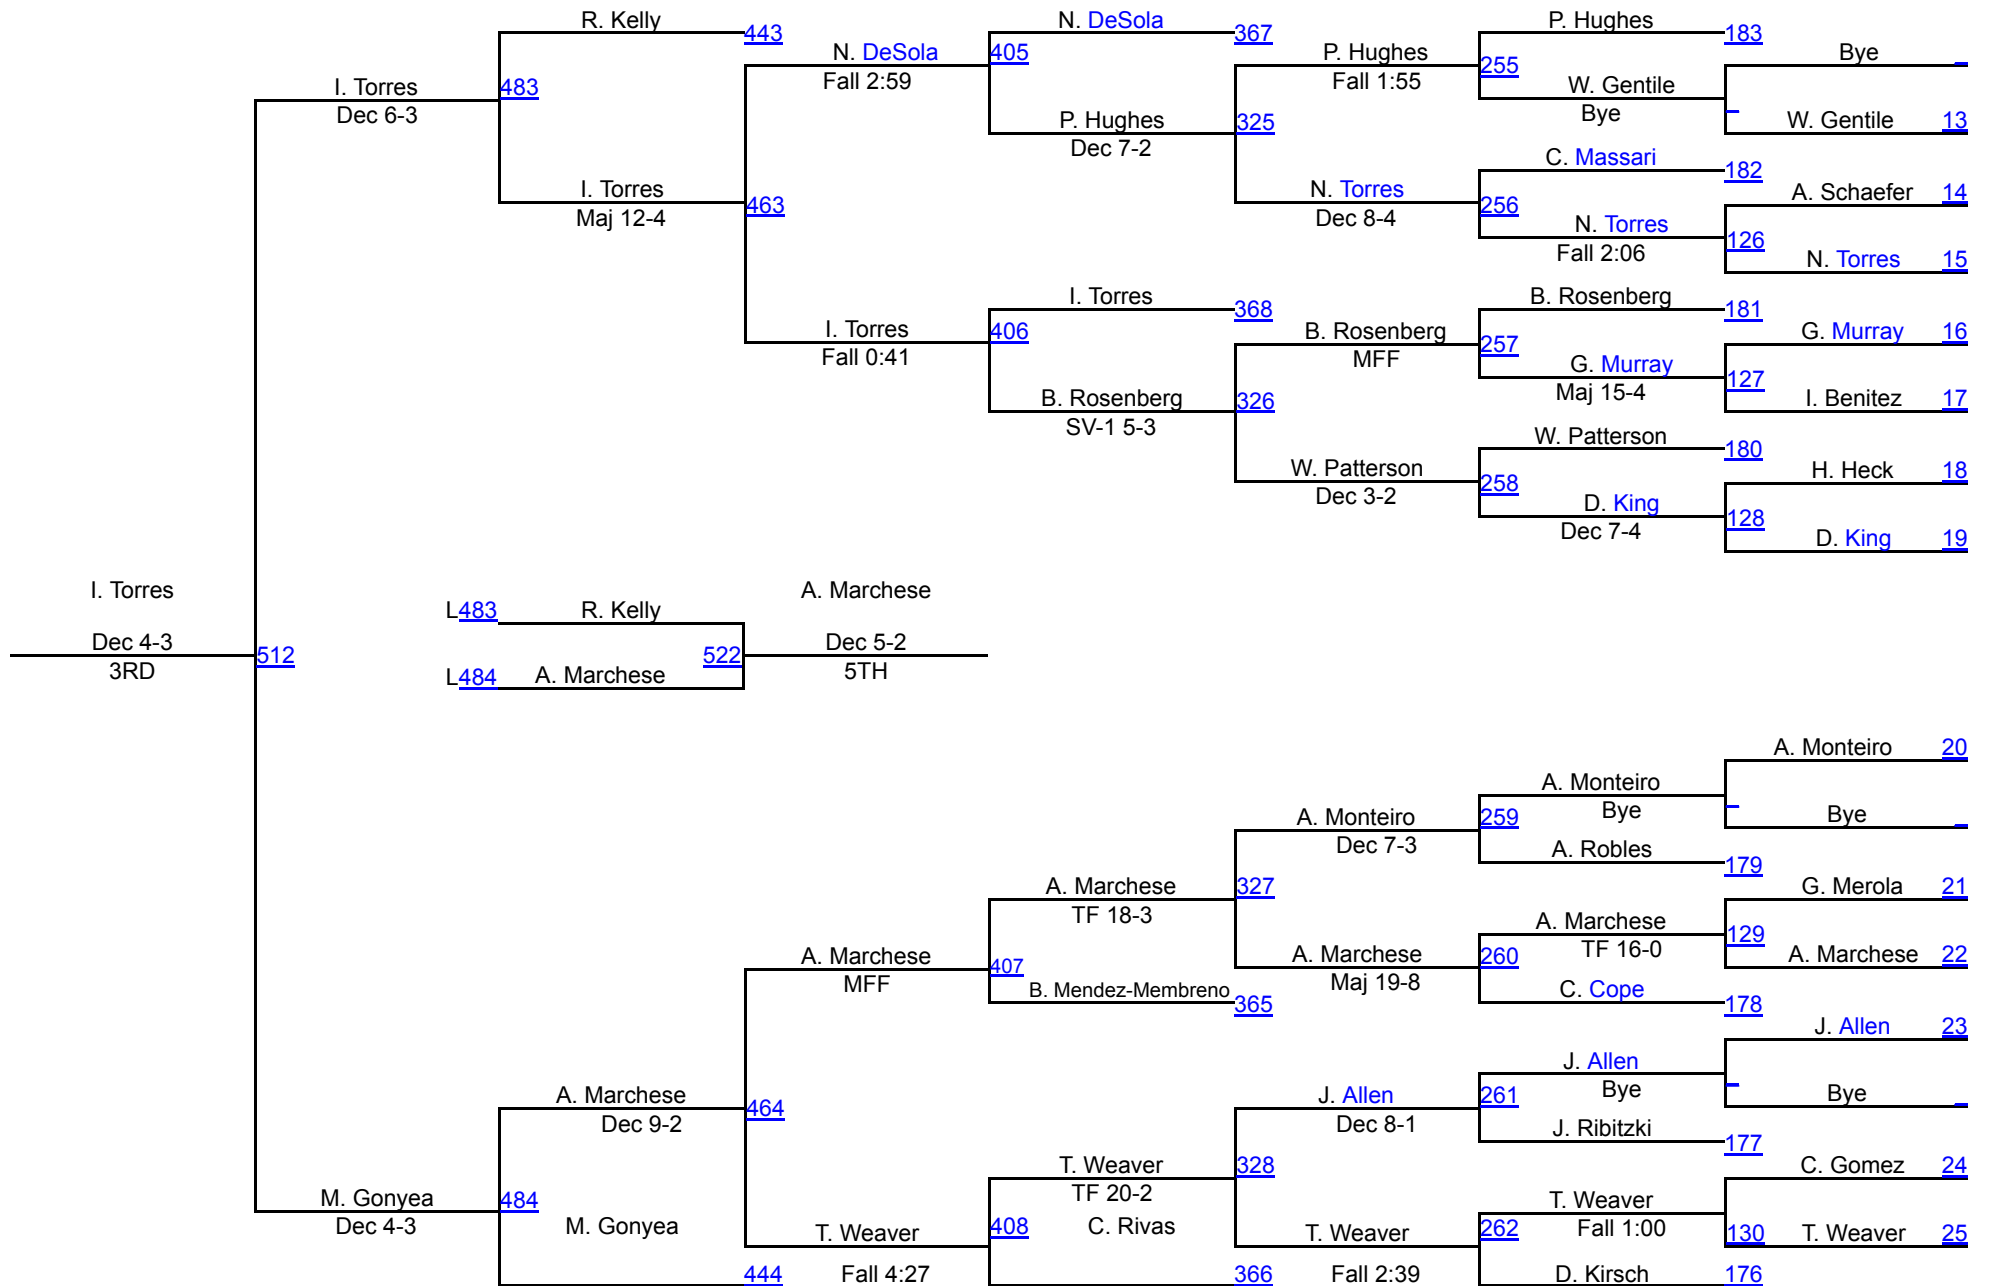 R. Kelly
N. DeSola
P. Hughes
443
367
183
N. DeSola
405
P. Hughes
255
Bye
I. Torres
483
Fall 2:59
Fall 1:55
W. Gentile
Dec 6-3
P. Hughes
325
Bye
W. Gentile 13
Dec 7-2
C. Massari
182
I. Torres
463
N. Torres
256
A. Schaefer 14
Maj 12-4
Dec 8-4
N. Torres
126
Fall 2:06
N. Torres 15
I. Torres
368
B. Rosenberg
181
I. Torres
406
B. Rosenberg
257
G. Murray 16
Fall 0:41
MFF
G. Murray
127
B. Rosenberg
326
Maj 15-4
I. Benitez 17
SV-1 5-3
W. Patterson
180
W. Patterson
258
H. Heck 18
Dec 3-2
D. King
128
Dec 7-4
D. King 19
I. Torres
A. Marchese
L483
R. Kelly
Dec 4-3
512
522
Dec 5-2
3RD
L484
A. Marchese
5TH
A. Monteiro 20
A. Monteiro
A. Monteiro
259
Bye
Bye
Dec 7-3
A. Robles
179
A. Marchese
327
G. Merola 21
TF 18-3
A. Marchese
129
A. Marchese
407
A. Marchese
260
TF 16-0
A. Marchese 22
MFF
B. Mendez-Membreno
365
Maj 19-8
C. Cope
178
J. Allen 23
A. Marchese
464
J. Allen
261
J. Allen
Bye
Bye
Dec 9-2
Dec 8-1
J. Ribitzki
177
T. Weaver
328
C. Gomez 24
M. Gonyea
484
TF 20-2
T. Weaver
Dec 4-3
M. Gonyea
T. Weaver
408
C. Rivas
T. Weaver
262
Fall 1:00
130
T. Weaver 25
444
Fall 4:27
366
Fall 2:39
D. Kirsch
176